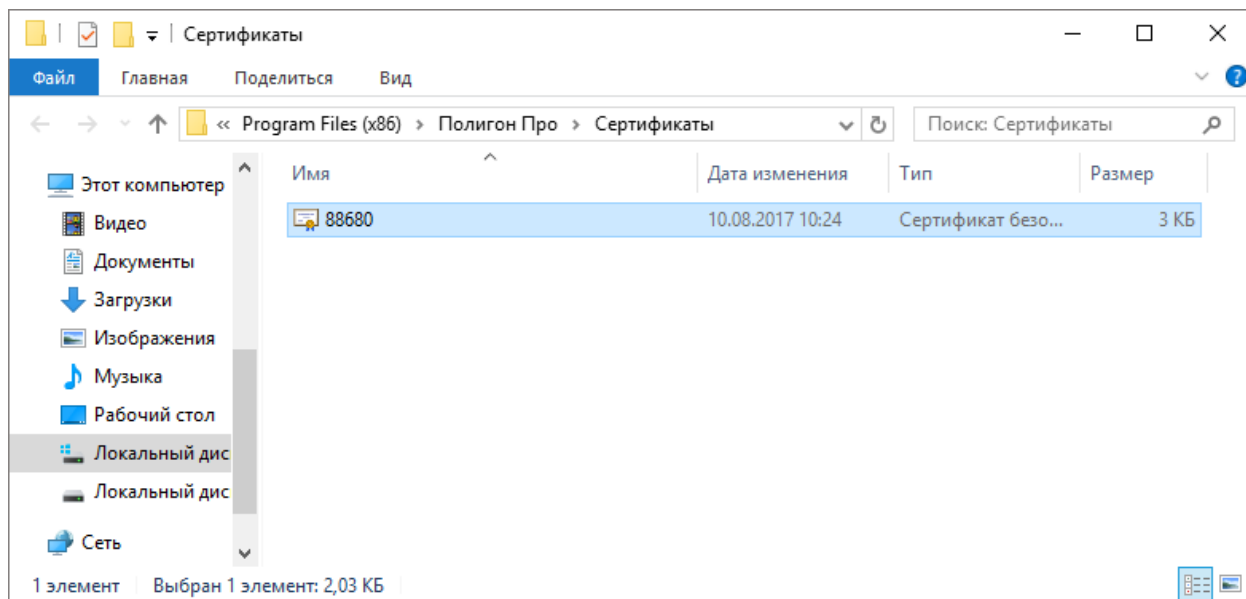 Сертификаты
Файл Главная Поделиться Вид
« Program Files (x86) › Полигон Про › Сертификаты Поиск: Сертификаты
Имя Дата изменения Тип Размер
88680 10.08.2017 10:24 Сертификат безо... 3 КБ
Этот компьютер
Видео
Документы
Загрузки
Изображения
Музыка
Рабочий стол
Локальный дис
Локальный дис
Сеть
1 элемент Выбран 1 элемент: 2,03 КБ